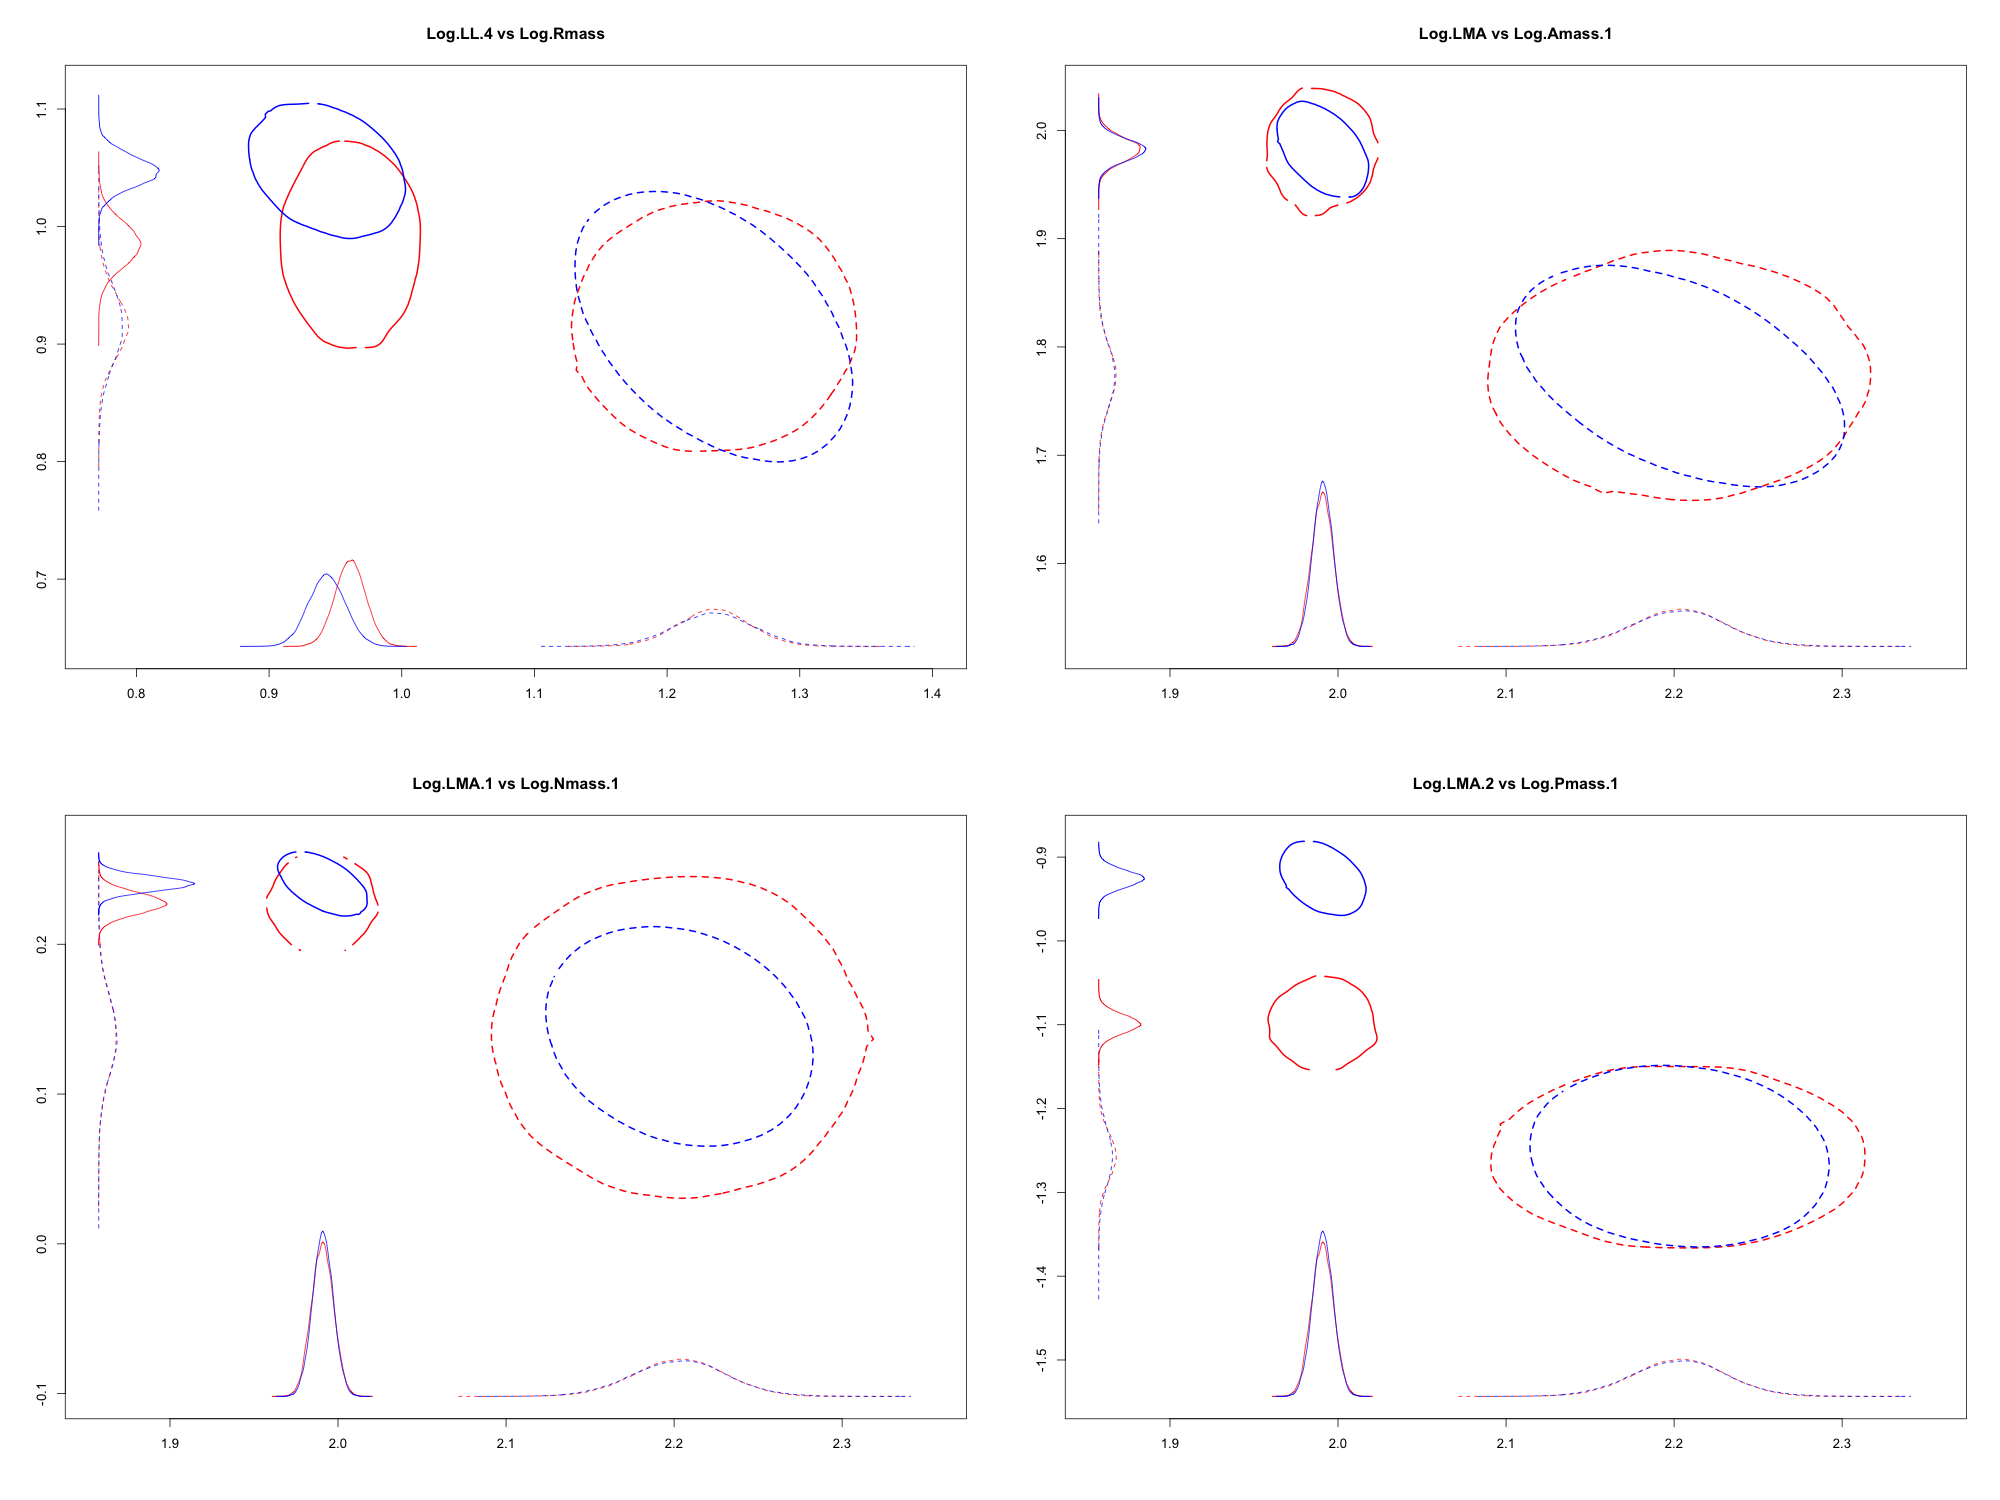 Log.LL.4 vs Log.Rmass
1.1
1.0
0.9
0.8
0.7
0.8 0.9 1.0 1.1 1.2 1.3 1.4
Log.LMA vs Log.Amass.1
2.0
1.9
1.8
1.7
1.6
1.9 2.0 2.1 2.2 2.3
Log.LMA.1 vs Log.Nmass.1
0.2
0.1
0.0
-0.1
1.9 2.0 2.1 2.2 2.3
Log.LMA.2 vs Log.Pmass.1
-0.9
-1.0
-1.1
-1.2
-1.3
-1.4
-1.5
1.9 2.0 2.1 2.2 2.3